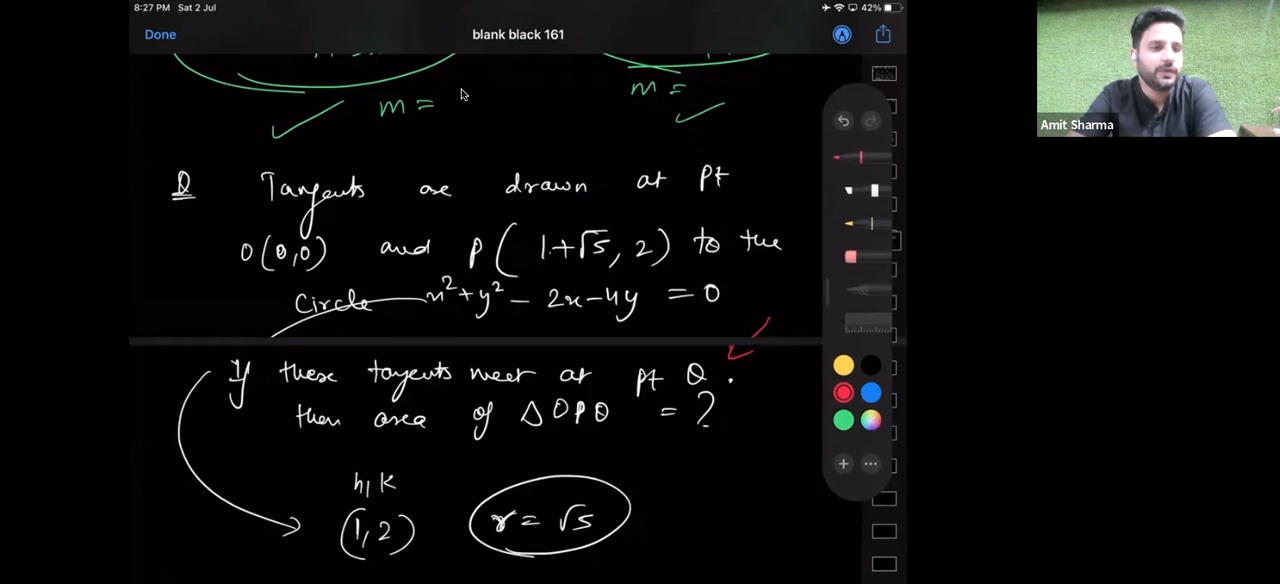 8:27 PM Sat 2 Jul
42%
Done
blank black 161
m =
m =
Q Tangents are drawn at pt
O(0,0) and P(1+√5, 2) to the
Circle x²+y² - 2x-4y = 0
If these tangents meet at pt Q.
then area of ΔOPQ = ?
h, k
(1,2) r = √5
Amit Sharma